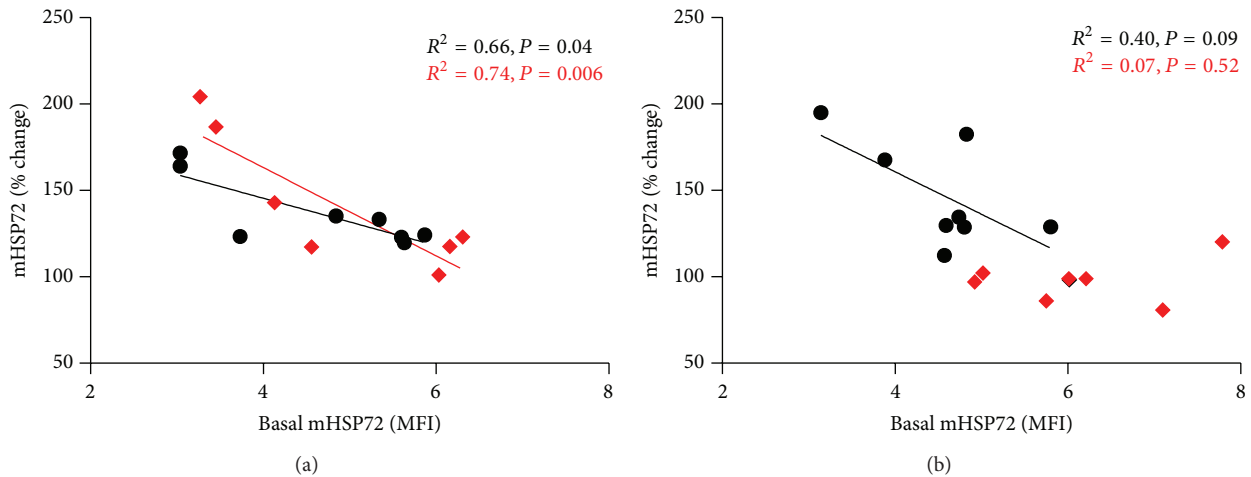 250
200
150
100
50
mHSP72 (% change)
R² = 0.66, P = 0.04
R² = 0.74, P = 0.006
2
4
6
8
Basal mHSP72 (MFI)
(a)
250
200
150
100
50
mHSP72 (% change)
R² = 0.40, P = 0.09
R² = 0.07, P = 0.52
2
4
6
8
Basal mHSP72 (MFI)
(b)